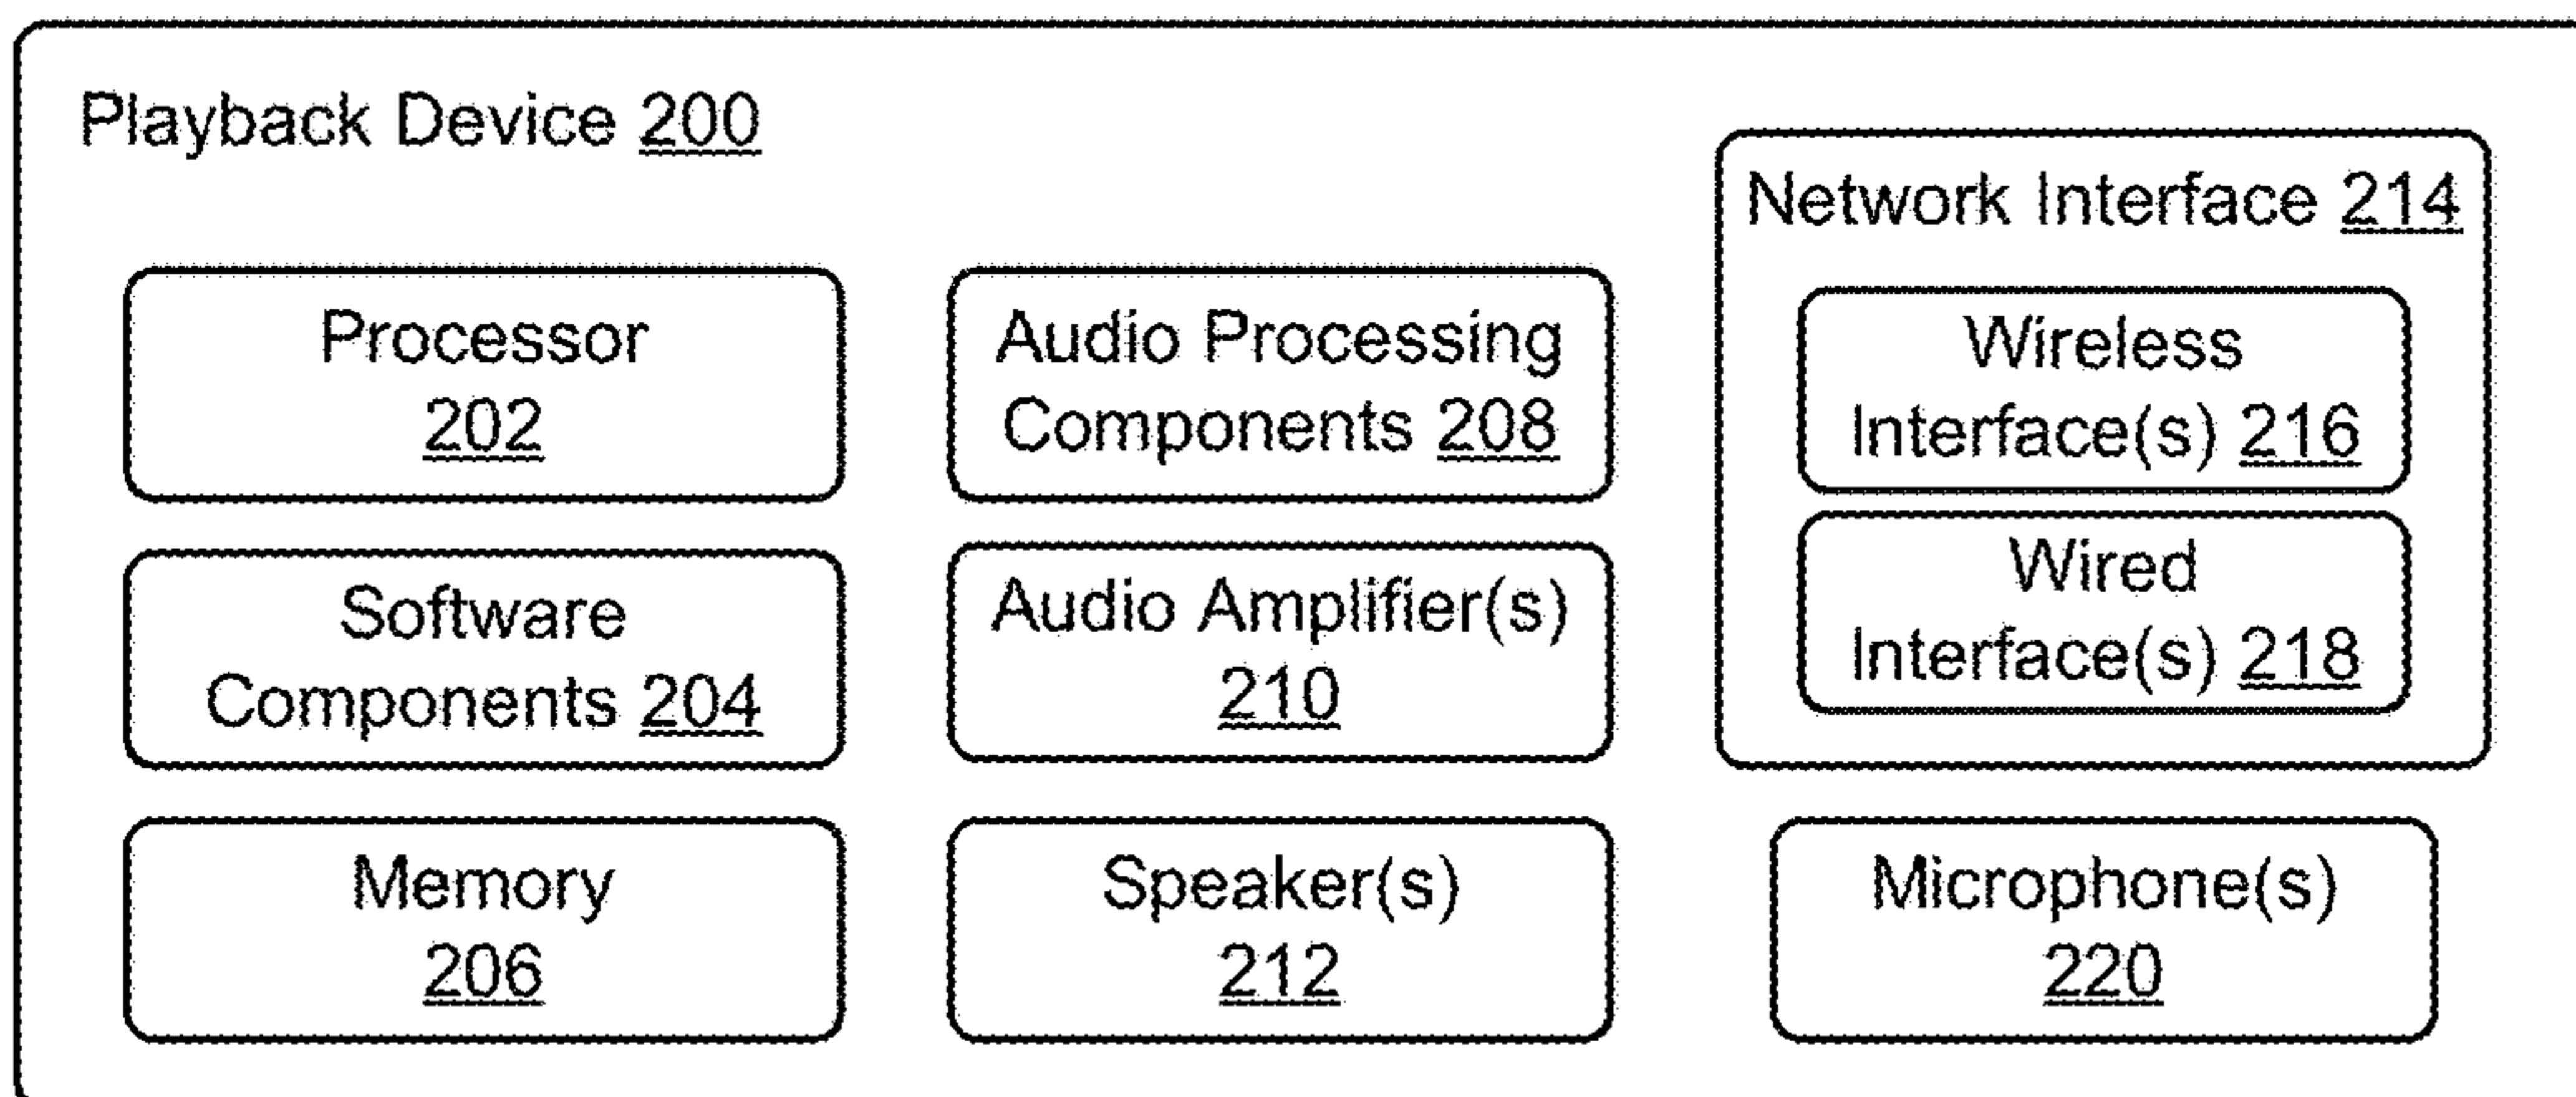 Playback Device 200
Processor
202
Software
Components 204
Memory
206
Audio Processing
Components 208
Audio Amplifier(s)
210
Speaker(s)
212
Network Interface 214
Wireless
Interface(s) 216
Wired
Interface(s) 218
Microphone(s)
220